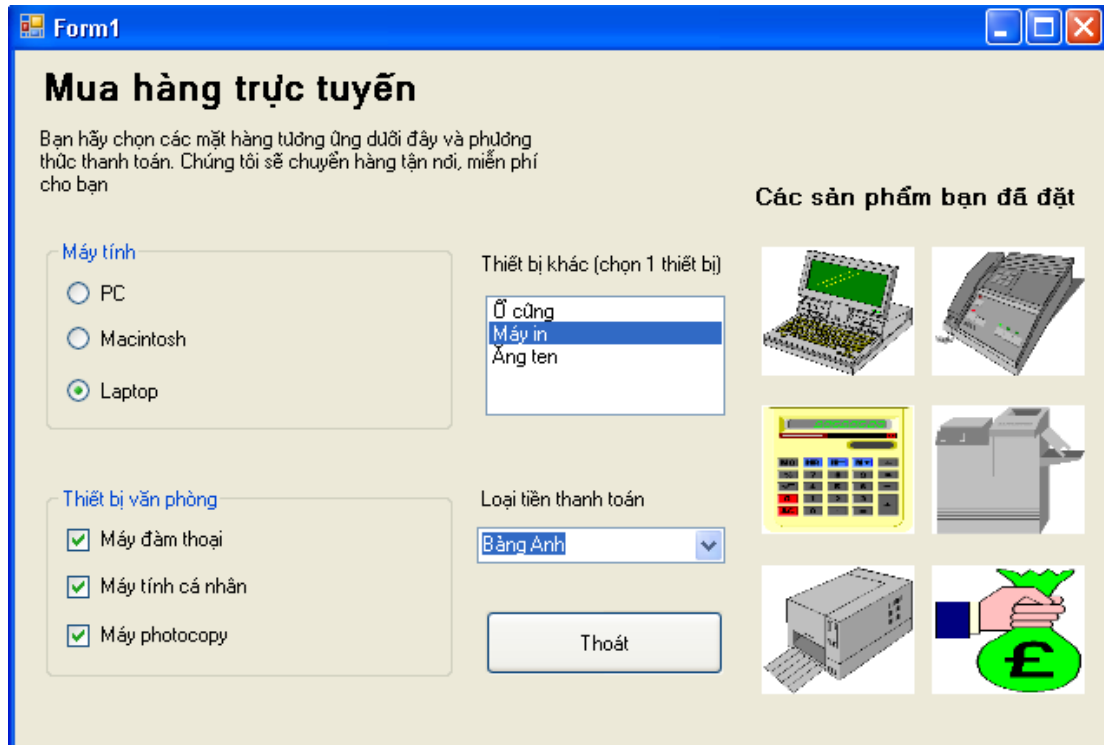 Form1
Mua hàng trực tuyến
Bạn hãy chọn các mặt hàng tương ứng dưới đây và phương
thức thanh toán. Chúng tôi sẽ chuyển hàng tận nơi, miễn phí
cho bạn
Các sản phẩm bạn đã đặt
Máy tính
PC
Macintosh
Laptop
Thiết bị khác (chọn 1 thiết bị)
Ổ cứng
Máy in
Ăng ten
Thiết bị văn phòng
Máy đàm thoại
Máy tính cá nhân
Máy photocopy
Loại tiền thanh toán
Bảng Anh
Thoát
£